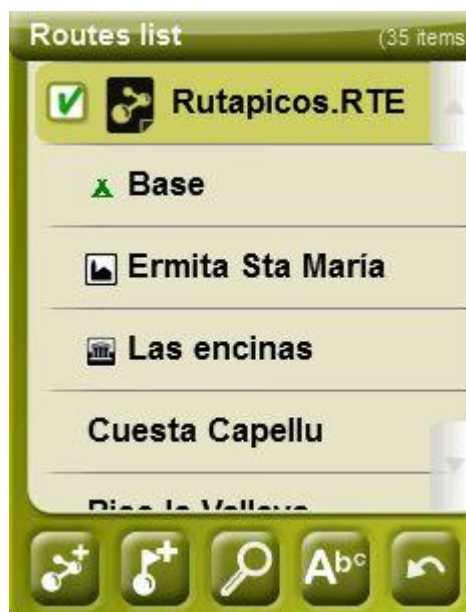 Routes list (35 items
Rutapicos.RTE
Base
Ermita Sta María
Las encinas
Cuesta Capellu
Abc